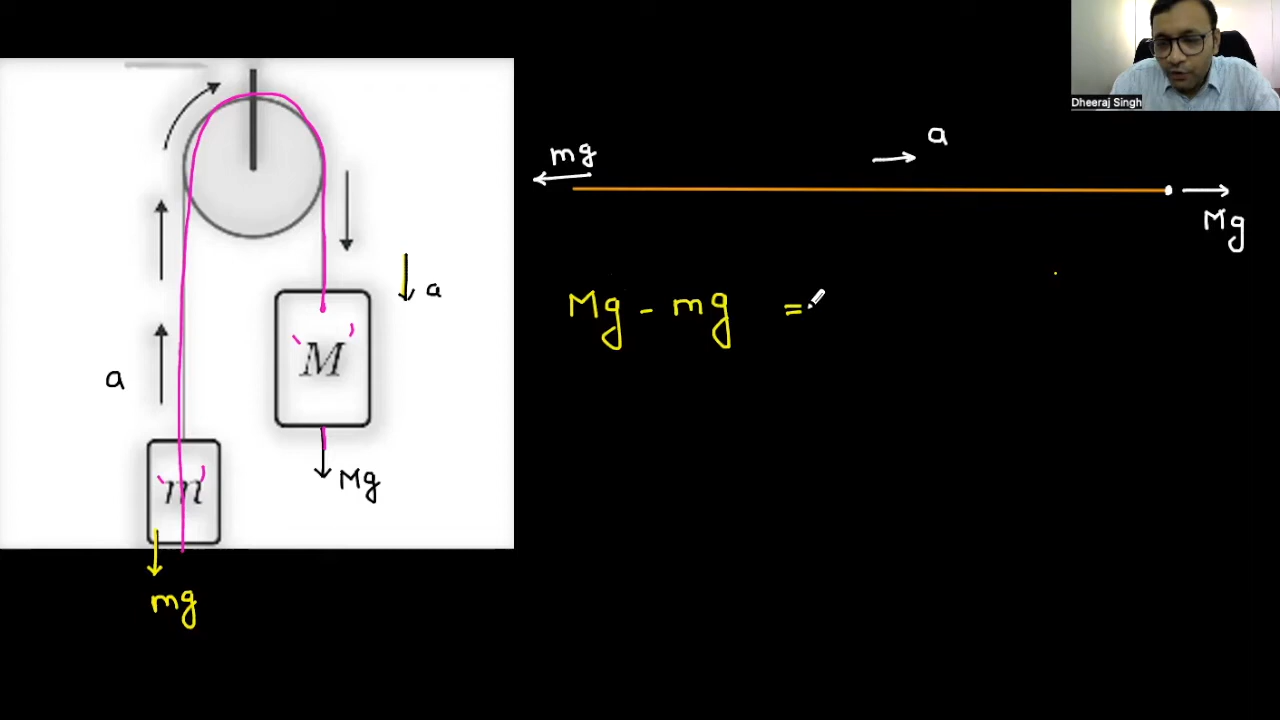 Dheeraj Singh
a
mg
Mg
Mg - mg =
a
a
'M'
Mg
'm'
mg